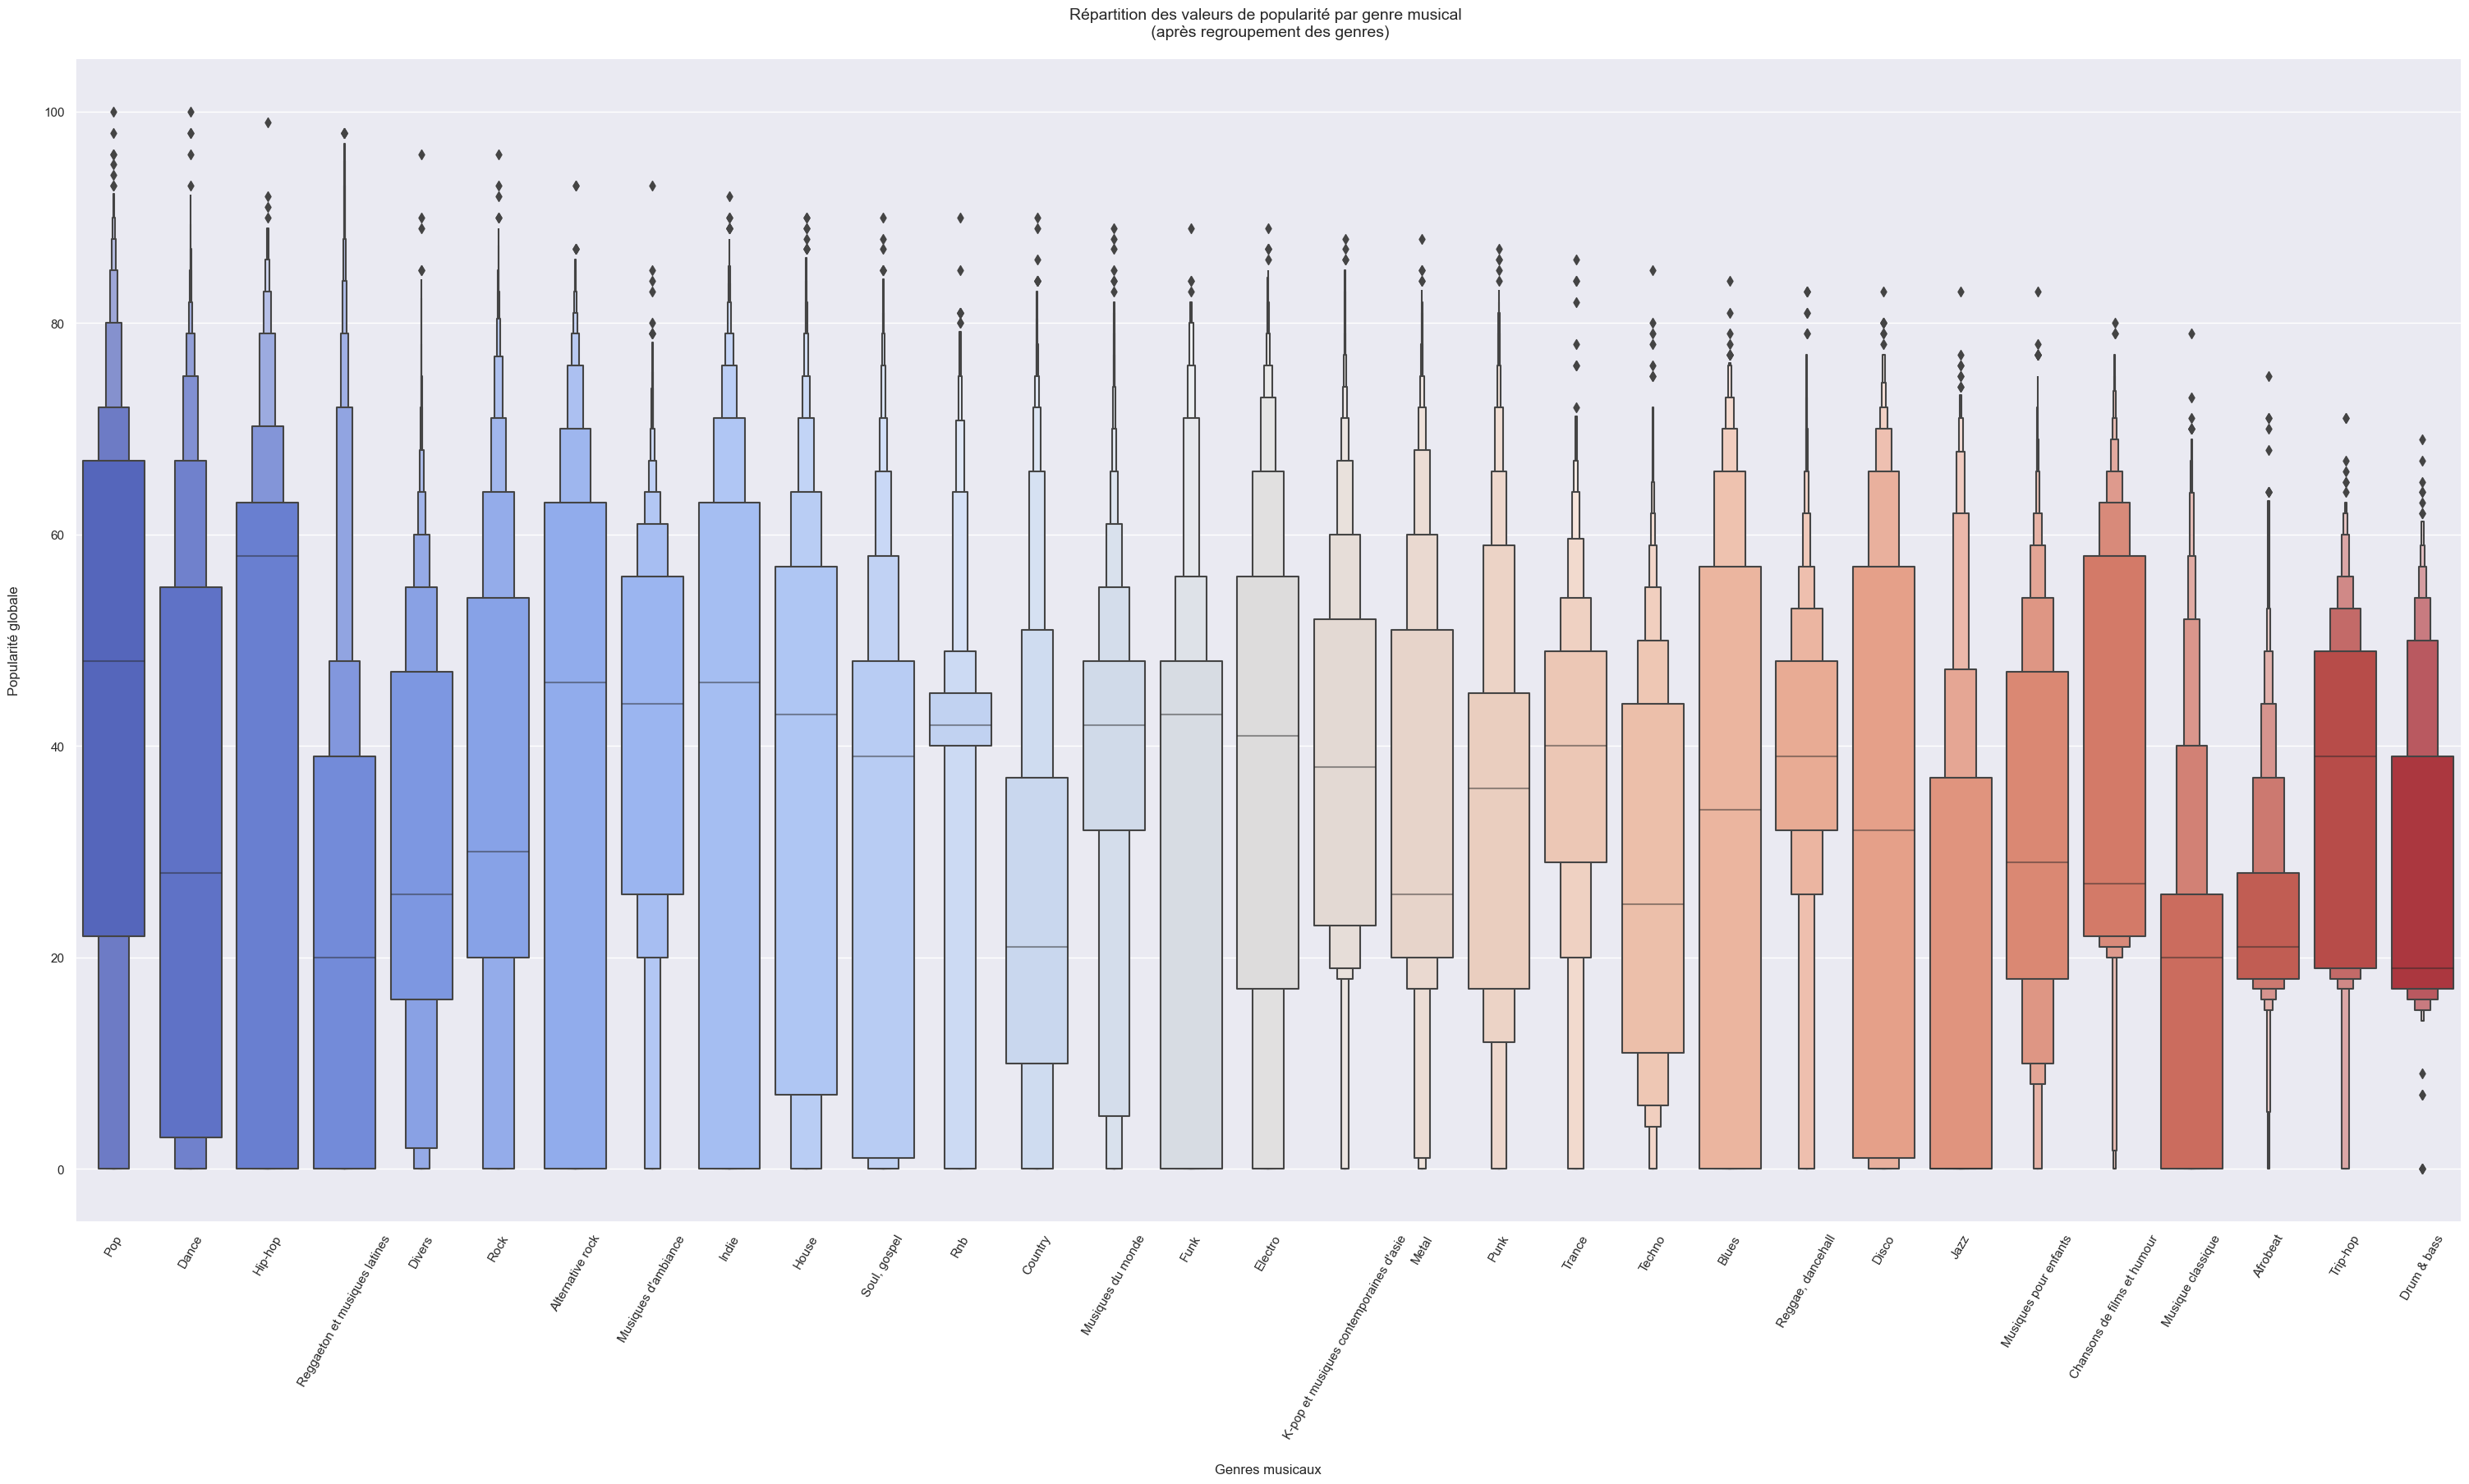 Répartition des valeurs de popularité par genre musical
(après regroupement des genres)
Popularité globale
100
80
60
40
20
0
Pop
Dance
Hip-hop
Reggaeton et musiques latines
Divers
Rock
Alternative rock
Musiques d'ambiance
Indie
House
Soul, gospel
Rnb
Country
Musiques du monde
Funk
Electro
K-pop et musiques contemporaines d'asie
Metal
Punk
Trance
Techno
Blues
Reggae, dancehall
Disco
Jazz
Musiques pour enfants
Chansons de films et humour
Musique classique
Afrobeat
Trip-hop
Drum & bass
Genres musicaux